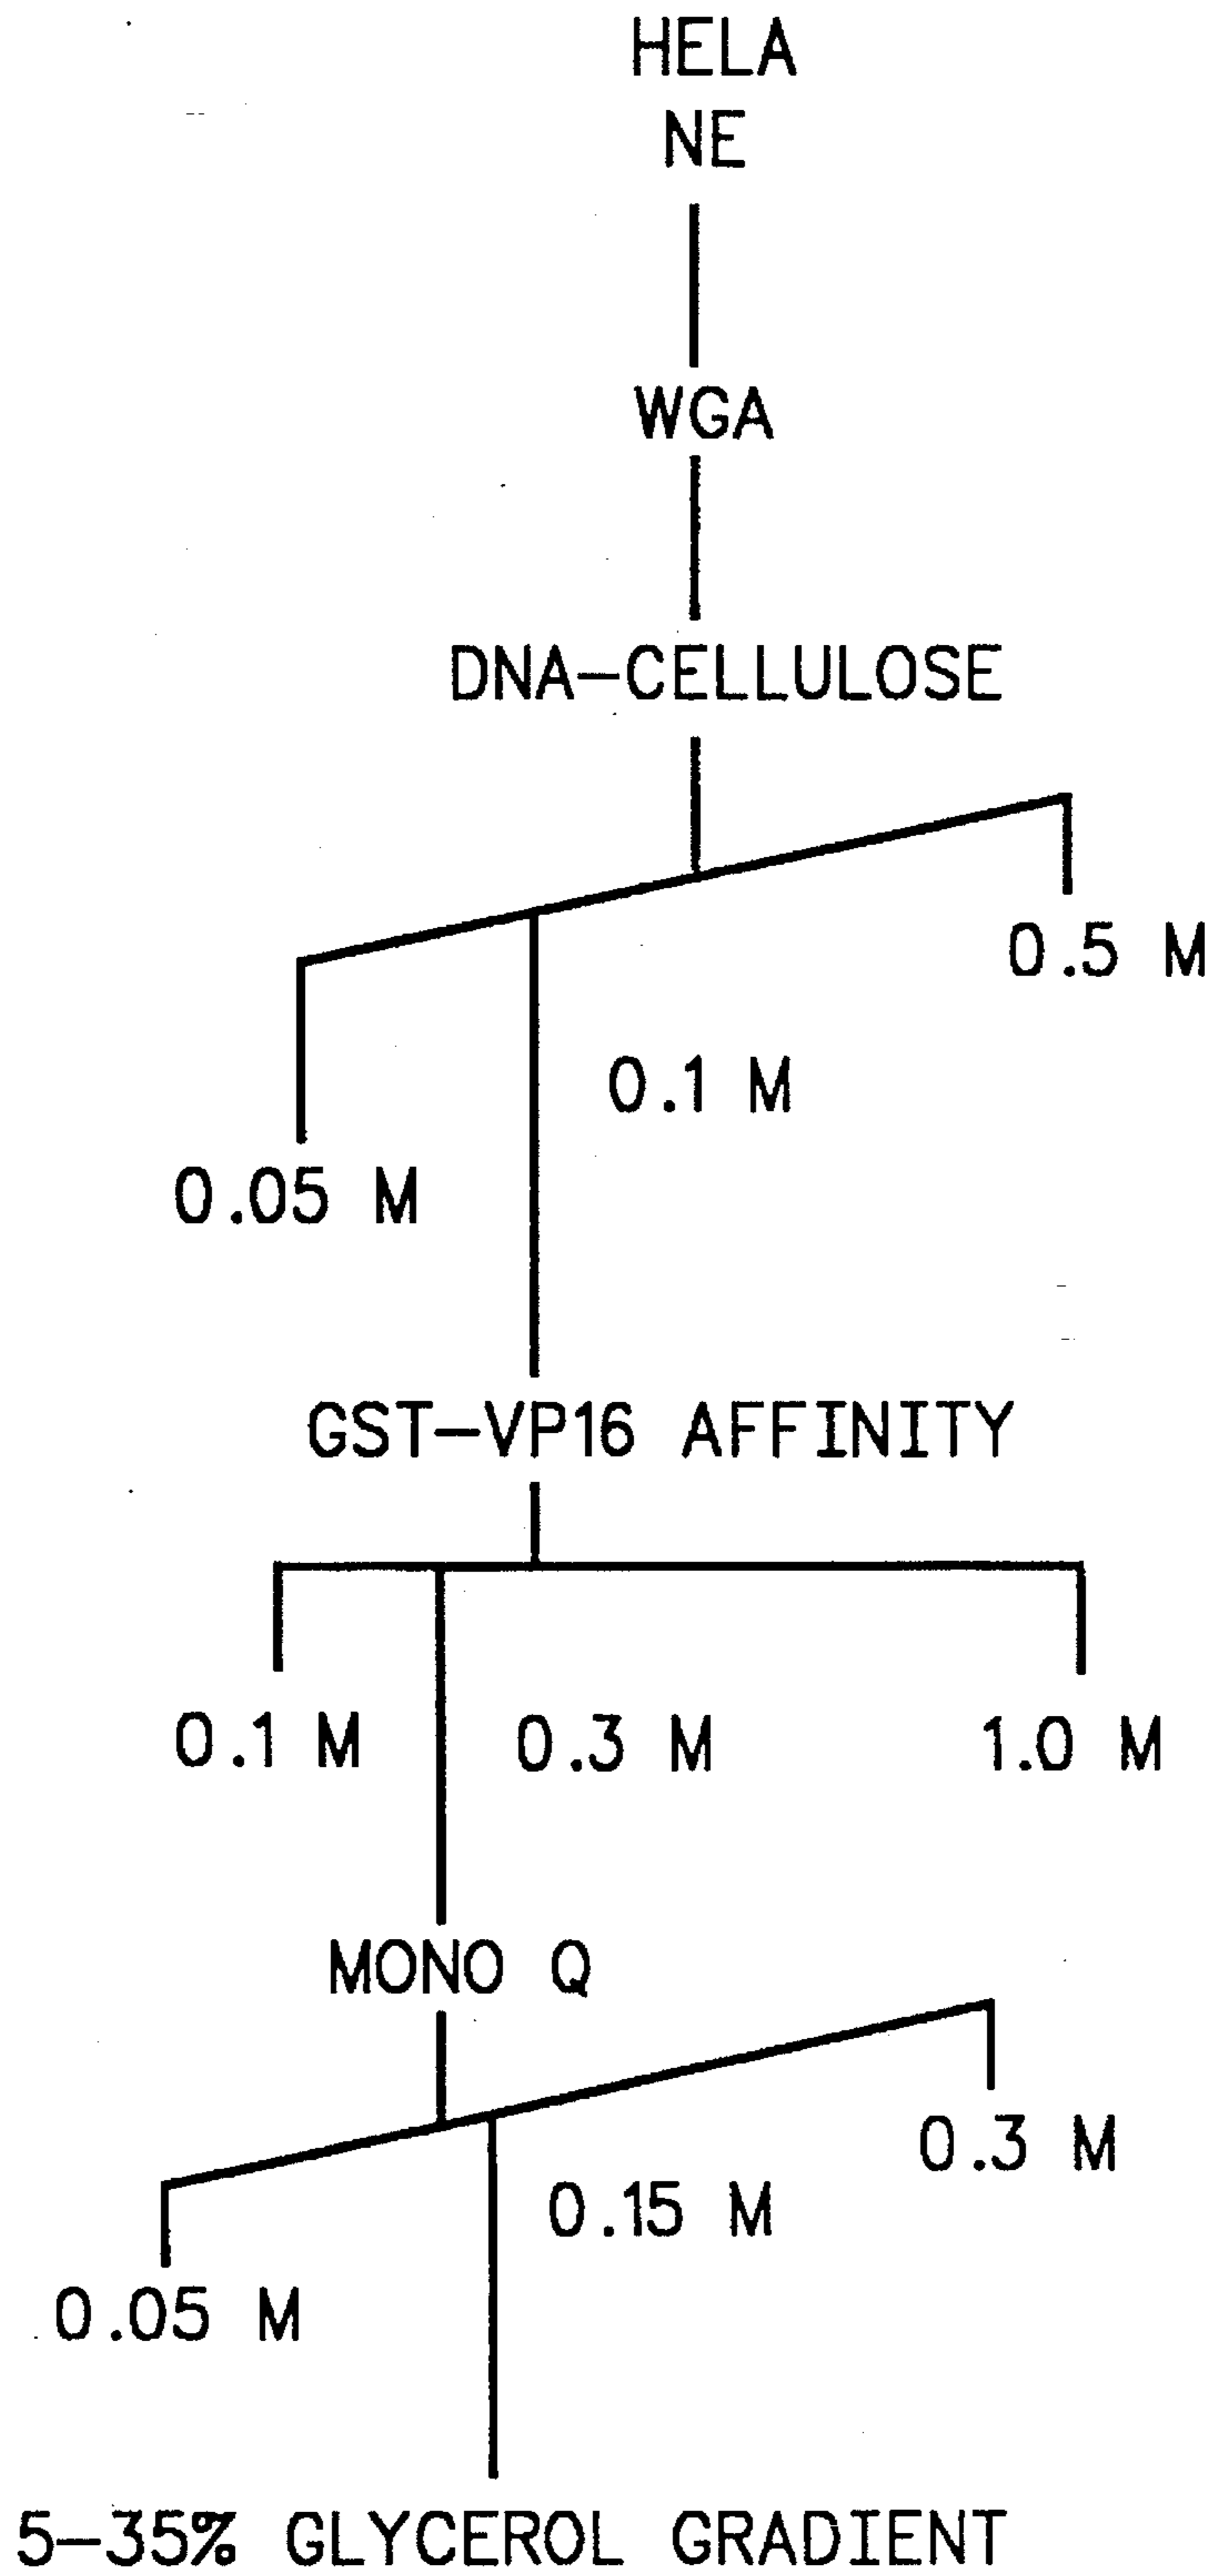 HELA
NE
WGA
DNA-CELLULOSE
0.5 M
0.1 M
0.05 M
GST-VP16 AFFINITY
0.1 M
0.3 M
1.0 M
MONO Q
0.3 M
0.15 M
0.05 M
5-35% GLYCEROL GRADIENT